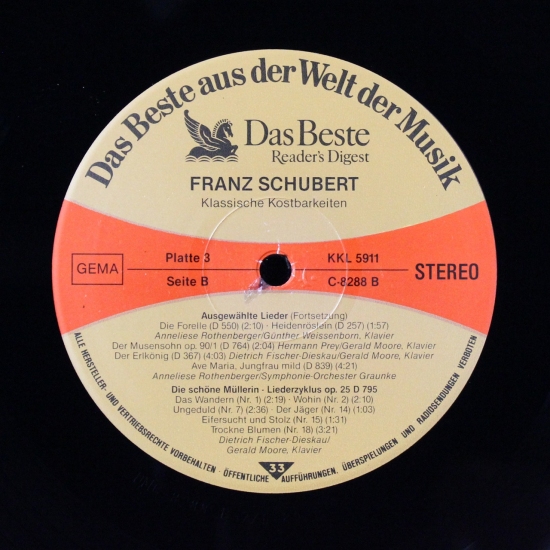 Das Beste aus der Welt der Musik
Das Beste
Reader's Digest
FRANZ SCHUBERT
Klassische Kostbarkeiten
GEMA
Platte 3
Seite B
KKL 5911
C-8288 B
STEREO
Ausgewählte Lieder (Fortsetzung)
Die Forelle (D 550) (2:10) · Heidenröslein (D 257) (1:57)
Anneliese Rothenberger/Günther Weissenborn, Klavier
Der Musensohn op. 90/1 (D 764) (2:04) Hermann Prey/Gerald Moore, Klavier
Der Erlkönig (D 367) (4:03) Dietrich Fischer-Dieskau/Gerald Moore, Klavier
Ave Maria, Jungfrau mild (D 839) (4:21)
Anneliese Rothenberger/Symphonie-Orchester Graunke
Die schöne Müllerin · Liederzyklus op. 25 D 795
Das Wandern (Nr. 1) (2:19) · Wohin (Nr. 2) (2:10)
Ungeduld (Nr. 7) (2:36) · Der Jäger (Nr. 14) (1:03)
Eifersucht und Stolz (Nr. 15) (1:31)
Trockne Blumen (Nr. 18) (3:21)
Dietrich Fischer-Dieskau/
Gerald Moore, Klavier
33
ALLE HERSTELLER- UND VERTRIEBSRECHTE VORBEHALTEN · ÖFFENTLICHE AUFFÜHRUNGEN, ÜBERSPIELUNGEN UND RADIOSENDUNGEN VERBOTEN